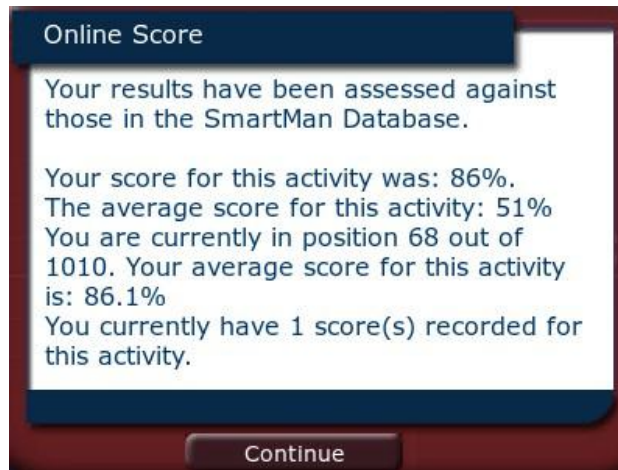 Online Score
Your results have been assessed against
those in the SmartMan Database.
Your score for this activity was: 86%.
The average score for this activity: 51%
You are currently in position 68 out of
1010. Your average score for this activity
is: 86.1%
You currently have 1 score(s) recorded for
this activity.
Continue